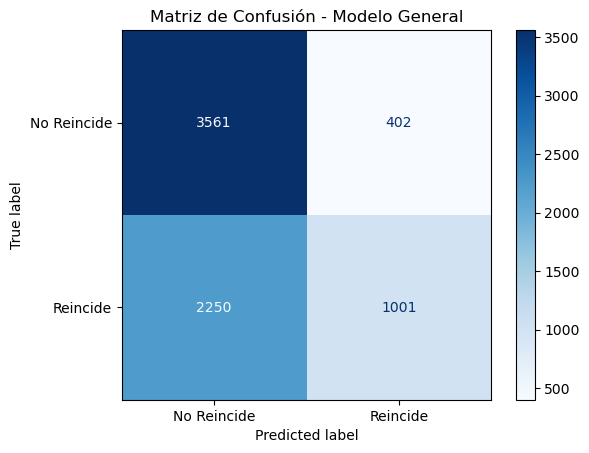 Matriz de Confusión - Modelo General
True label
No Reincide
Reincide
3561
402
2250
1001
No Reincide
Reincide
Predicted label
3500
3000
2500
2000
1500
1000
500